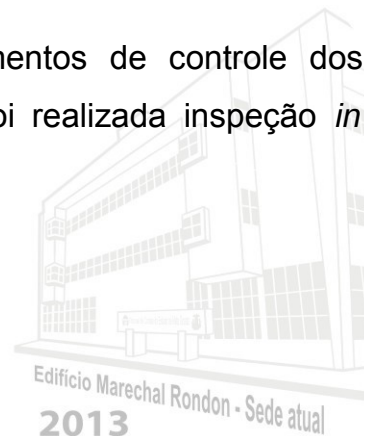 mentos de controle dos
oi realizada inspeção in
Edifício Marechal Rondon - Sede atual
2013